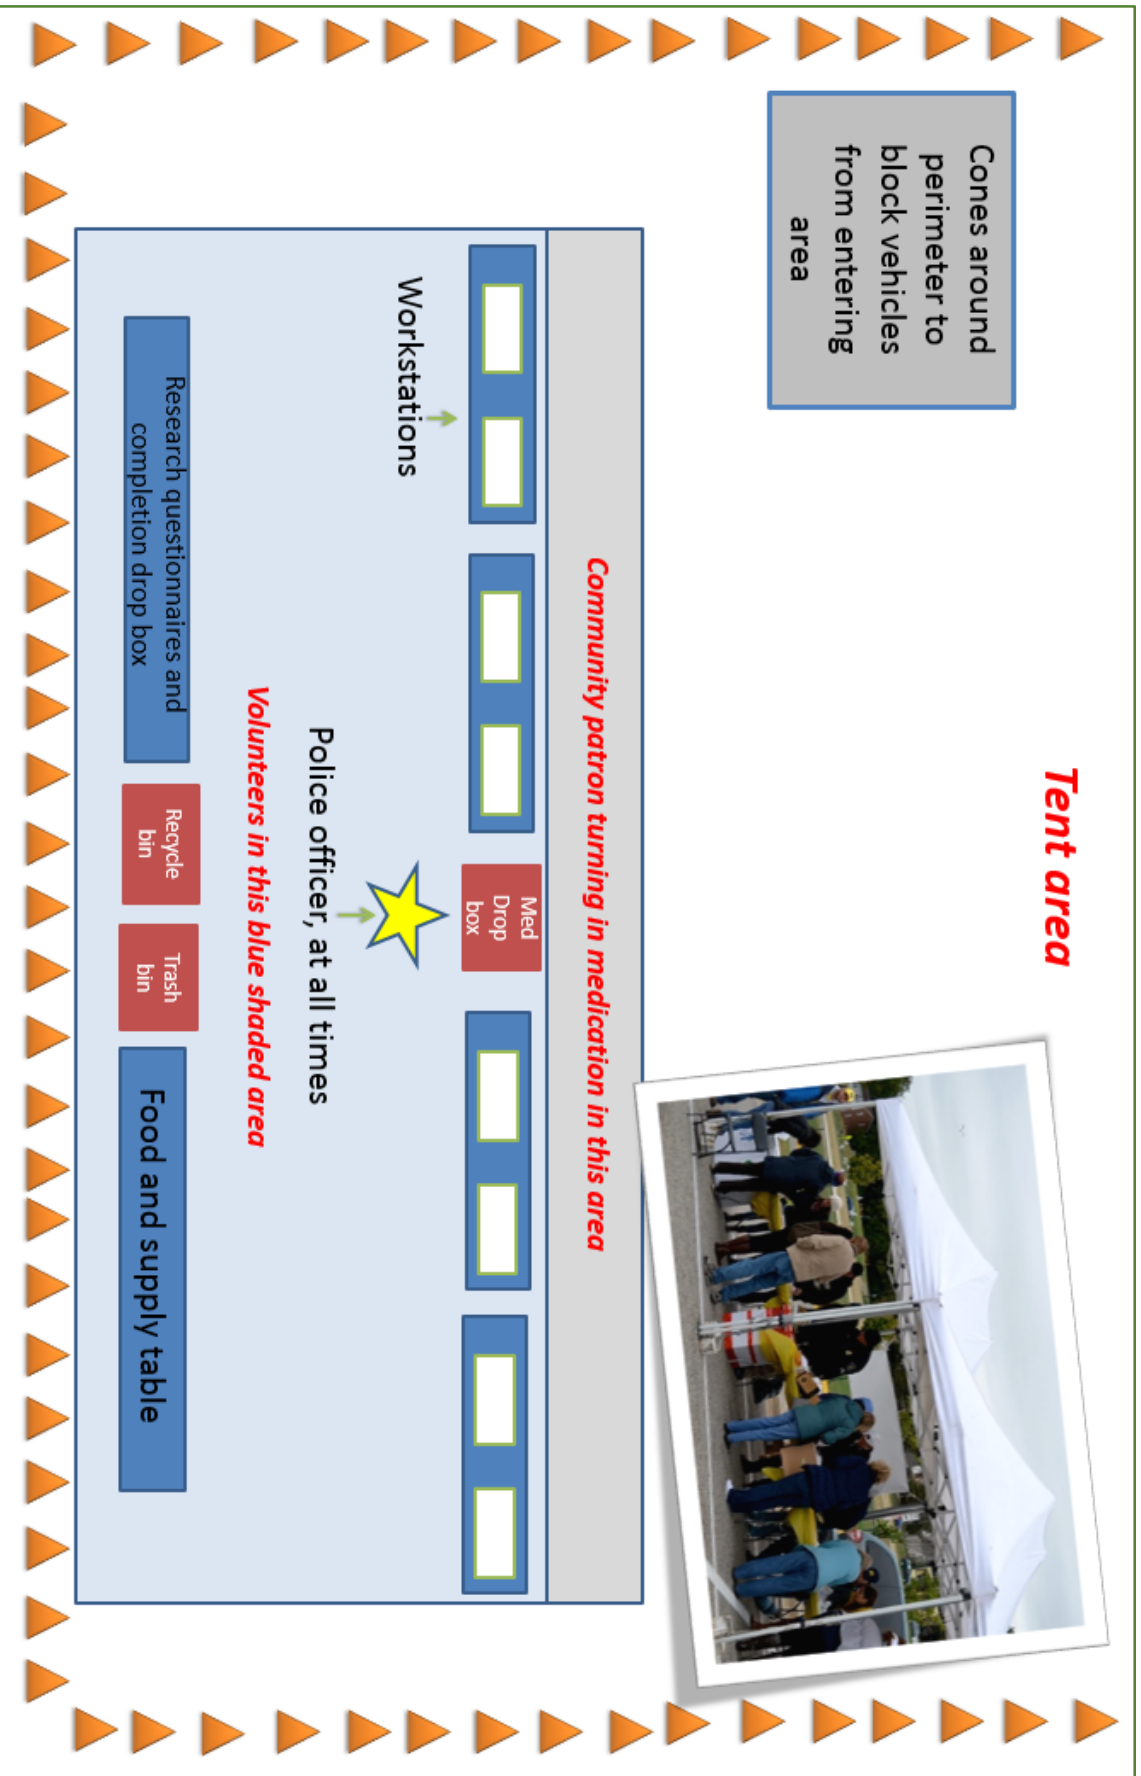 Tent area
Cones around
perimeter to
block vehicles
from entering
area
Community patron turning in medication in this area
Workstations
Med
Drop
box
Police officer, at all times
Volunteers in this blue shaded area
Research questionnaires and
completion drop box
Recycle
bin
Trash
bin
Food and supply table